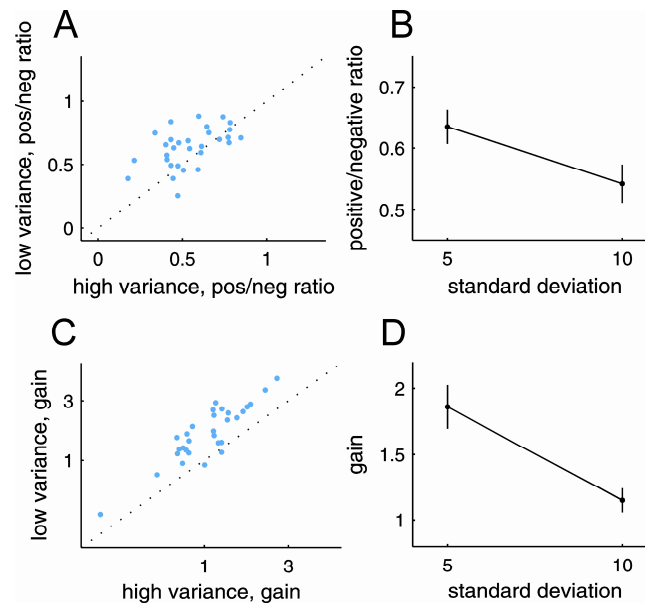 A
low variance, pos/neg ratio
1
0.5
0
0
0.5
1
high variance, pos/neg ratio
B
positive/negative ratio
0.7
0.6
0.5
5
10
standard deviation
C
low variance, gain
3
1
1
3
high variance, gain
D
gain
2
1.5
1
5
10
standard deviation